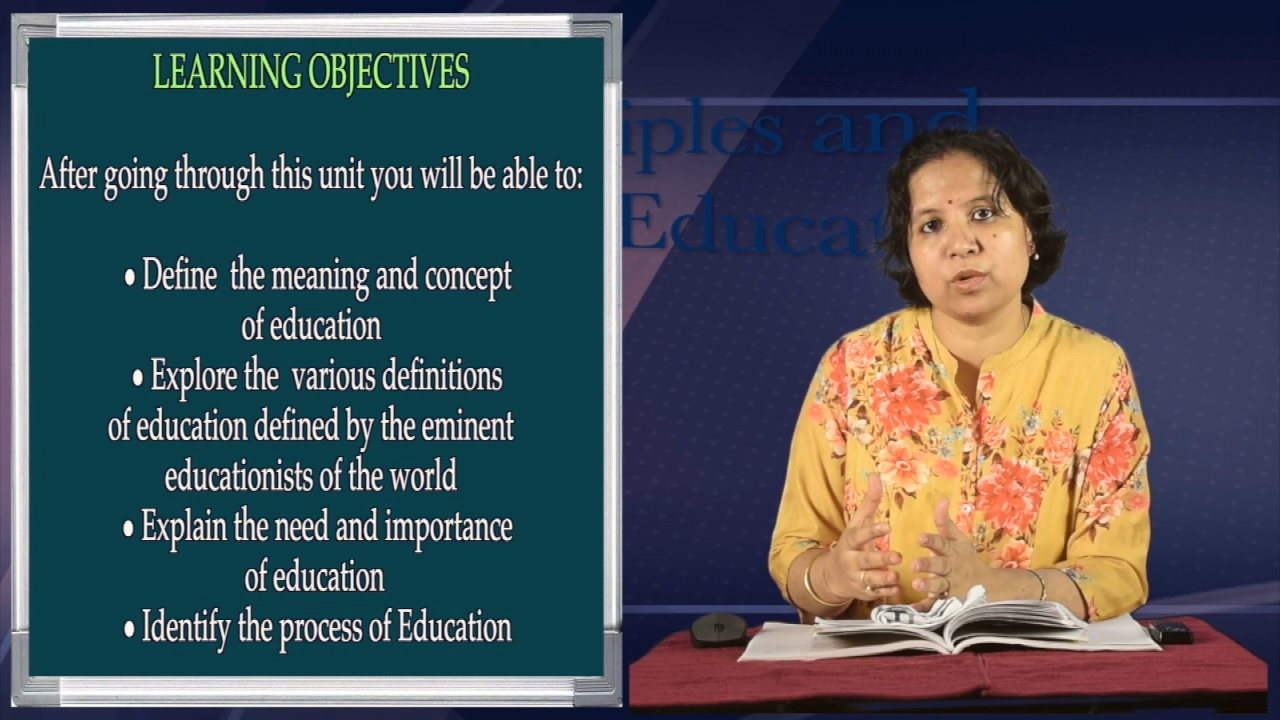 LEARNING OBJECTIVES
After going through this unit you will be able to:
• Define the meaning and concept
of education
• Explore the various definitions
of education defined by the eminent
educationists of the world
• Explain the need and importance
of education
• Identify the process of Education
and